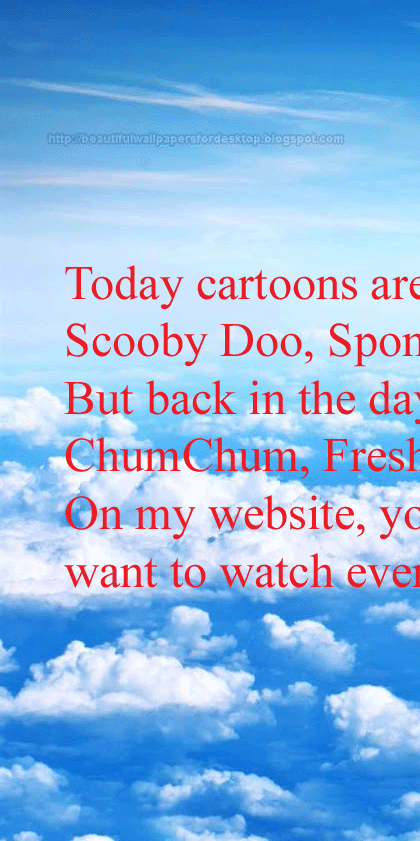 http://beautifulwallpapersfordesktop.blogspot.com
Today cartoons are
Scooby Doo, Spon
But back in the day
ChumChum, Fresh
On my website, yo
want to watch ever